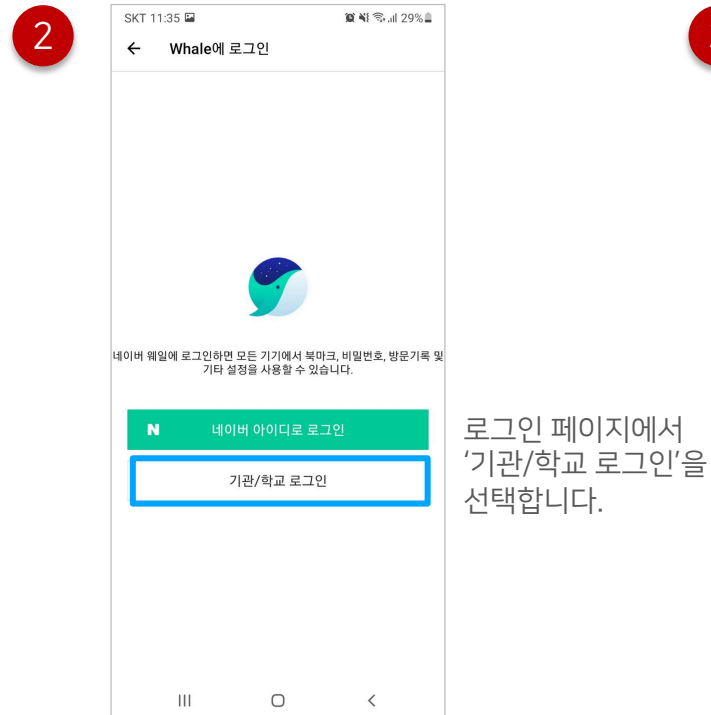 2
SKT 11:35
29%
Whale에 로그인
네이버 웨일에 로그인하면 모든 기기에서 북마크, 비밀번호, 방문기록 및
기타 설정을 사용할 수 있습니다.
N 네이버 아이디로 로그인
기관/학교 로그인
로그인 페이지에서
‘기관/학교 로그인’을
선택합니다.